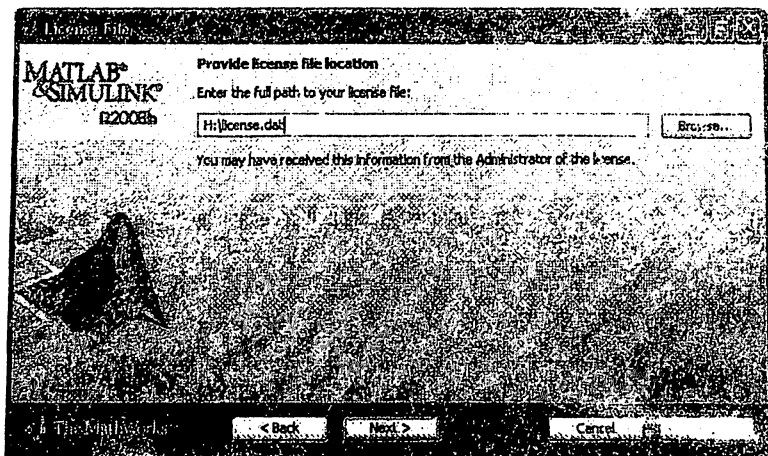 License File
MATLAB®
&SIMULINK®
R2008b
Provide license file location
Enter the full path to your license file:
H:\license.dat
Browse...
You may have received this information from the Administrator of the license.
The MathWorks
< Back
Next >
Cancel